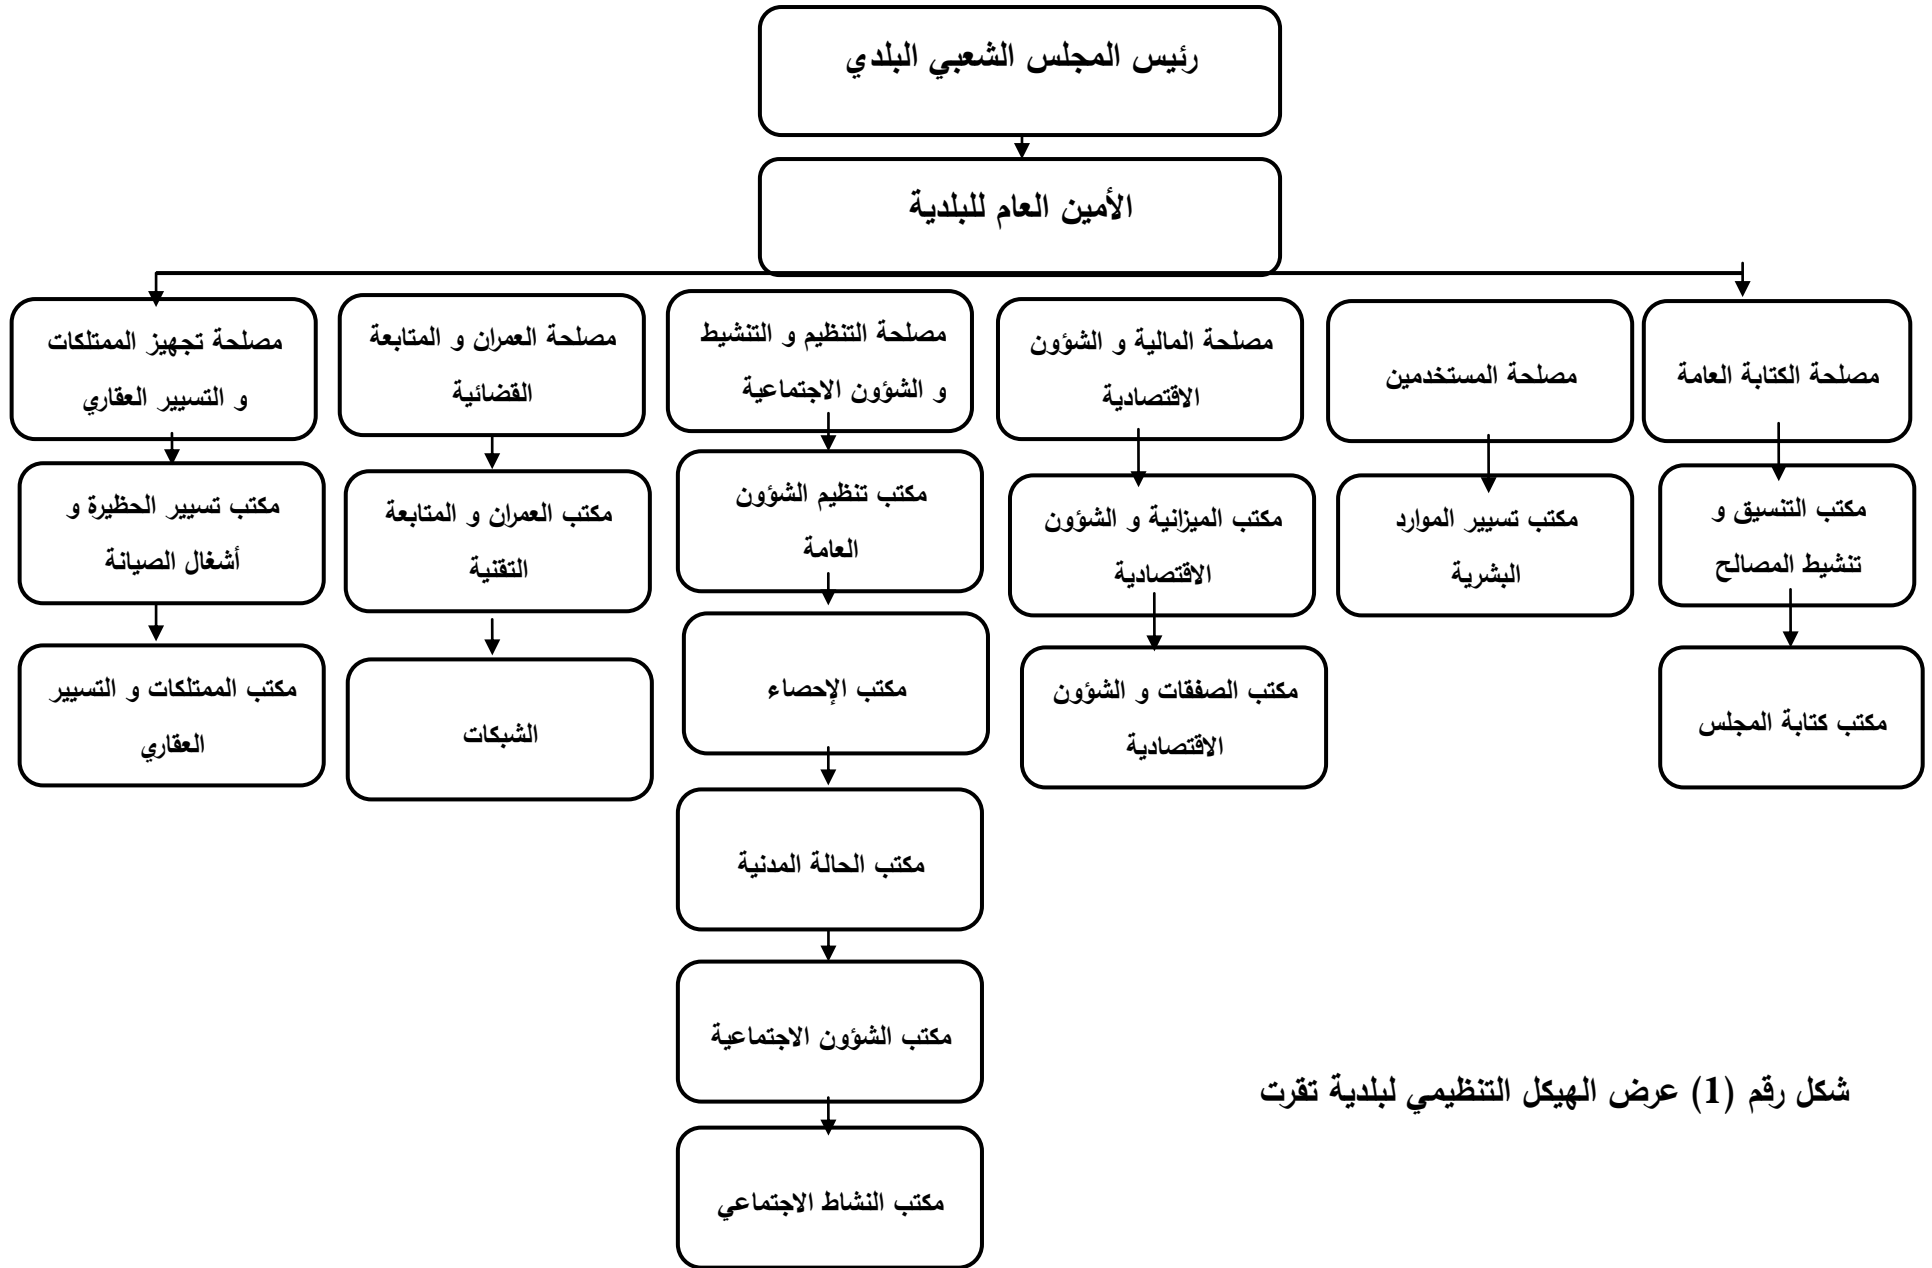 رئيس المجلس الشعبي البلدي
الأمين العام للبلدية
مصلحة الكتابة العامة
مصلحة المستخدمين
مصلحة المالية و الشؤون
الاقتصادية
مصلحة التنظيم و التنشيط
و الشؤون الاجتماعية
مصلحة العمران و المتابعة
القضائية
مصلحة تجهيز الممتلكات
و التسيير العقاري
مكتب التنسيق و
تنشيط المصالح
مكتب تسيير الموارد
البشرية
مكتب الميزانية و الشؤون
الاقتصادية
مكتب تنظيم الشؤون
العامة
مكتب العمران و المتابعة
التقنية
مكتب تسيير الحظيرة و
أشغال الصيانة
مكتب كتابة المجلس
مكتب الصفقات و الشؤون
الاقتصادية
مكتب الإحصاء
الشبكات
مكتب الممتلكات و التسيير
العقاري
مكتب الحالة المدنية
مكتب الشؤون الاجتماعية
مكتب النشاط الاجتماعي
شكل رقم (1) عرض الهيكل التنظيمي لبلدية تقرت